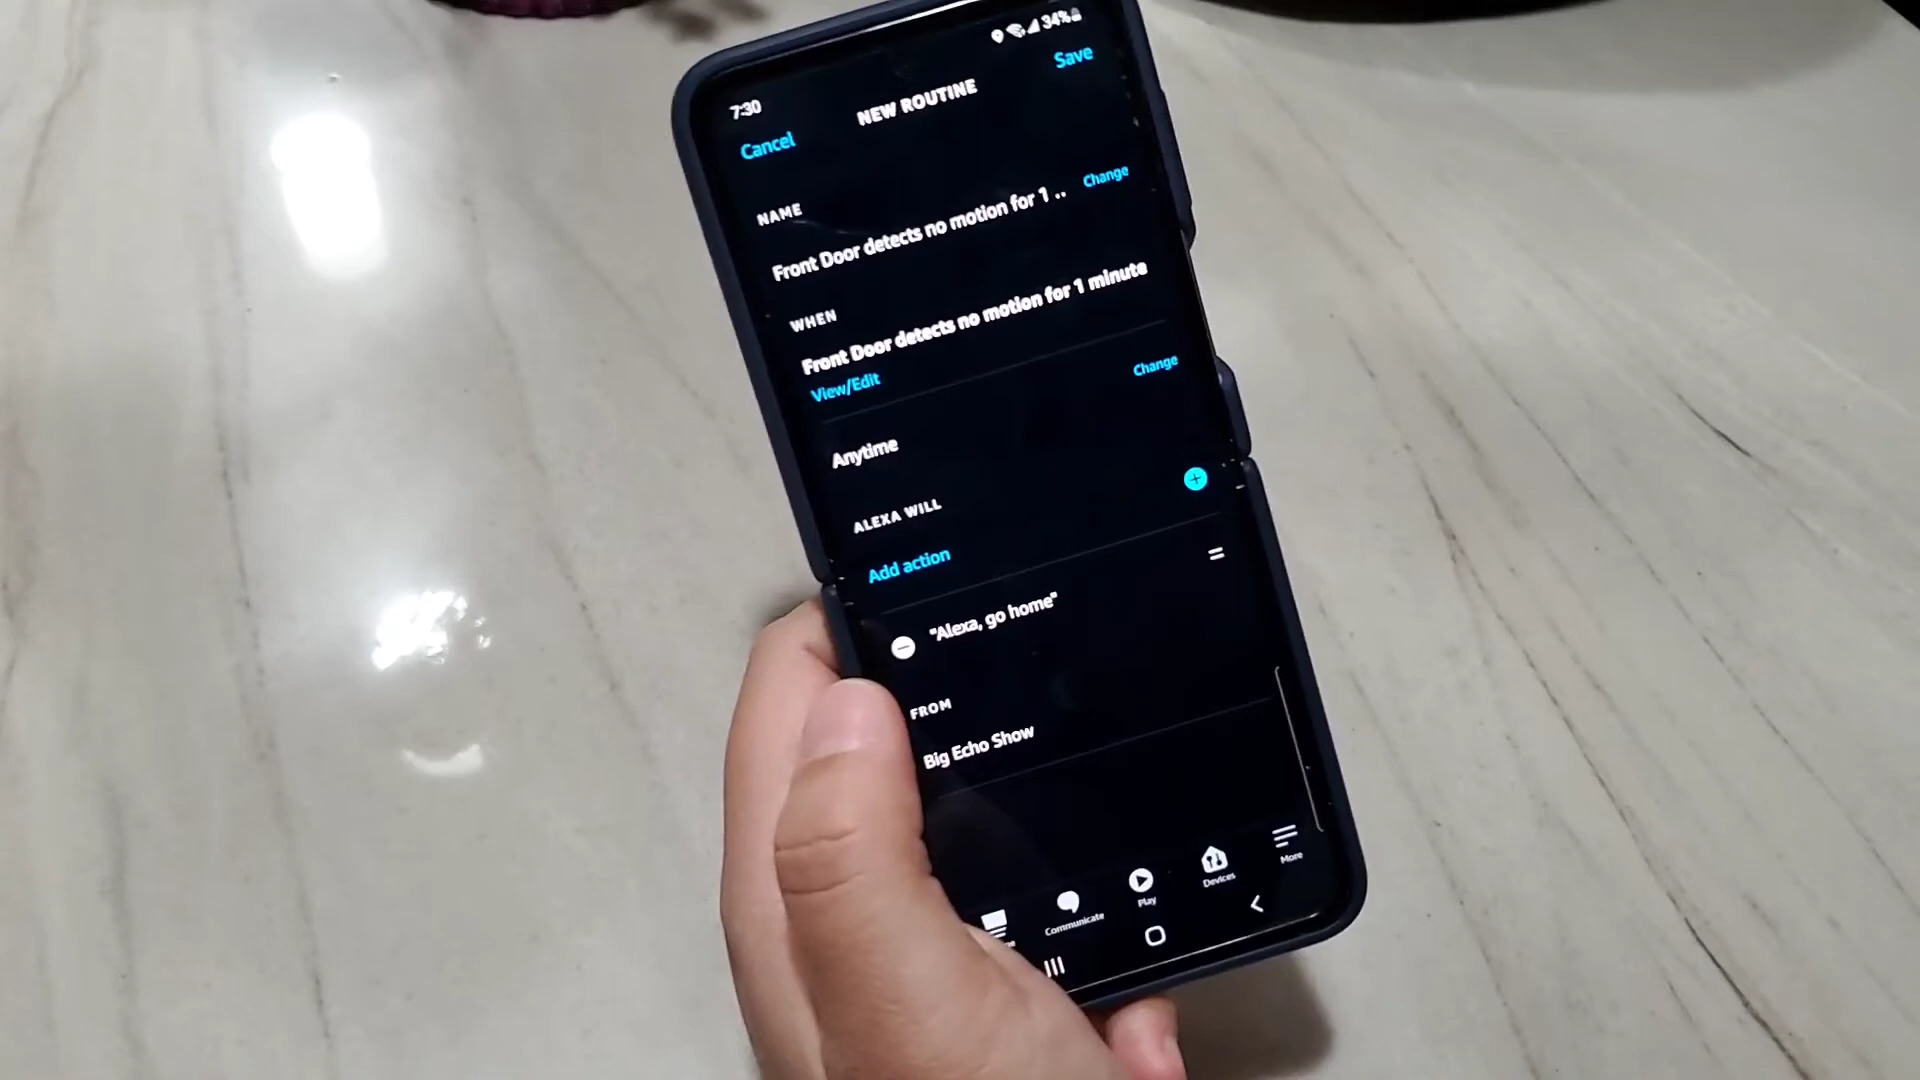 34%
7:30
Save
NEW ROUTINE
Cancel
NAME
Front Door detects no motion for 1 ..
Change
WHEN
Front Door detects no motion for 1 minute
View/Edit
Change
Anytime
ALEXA WILL
Add action
"Alexa, go home"
FROM
Big Echo Show
Communicate
Play
Devices
More